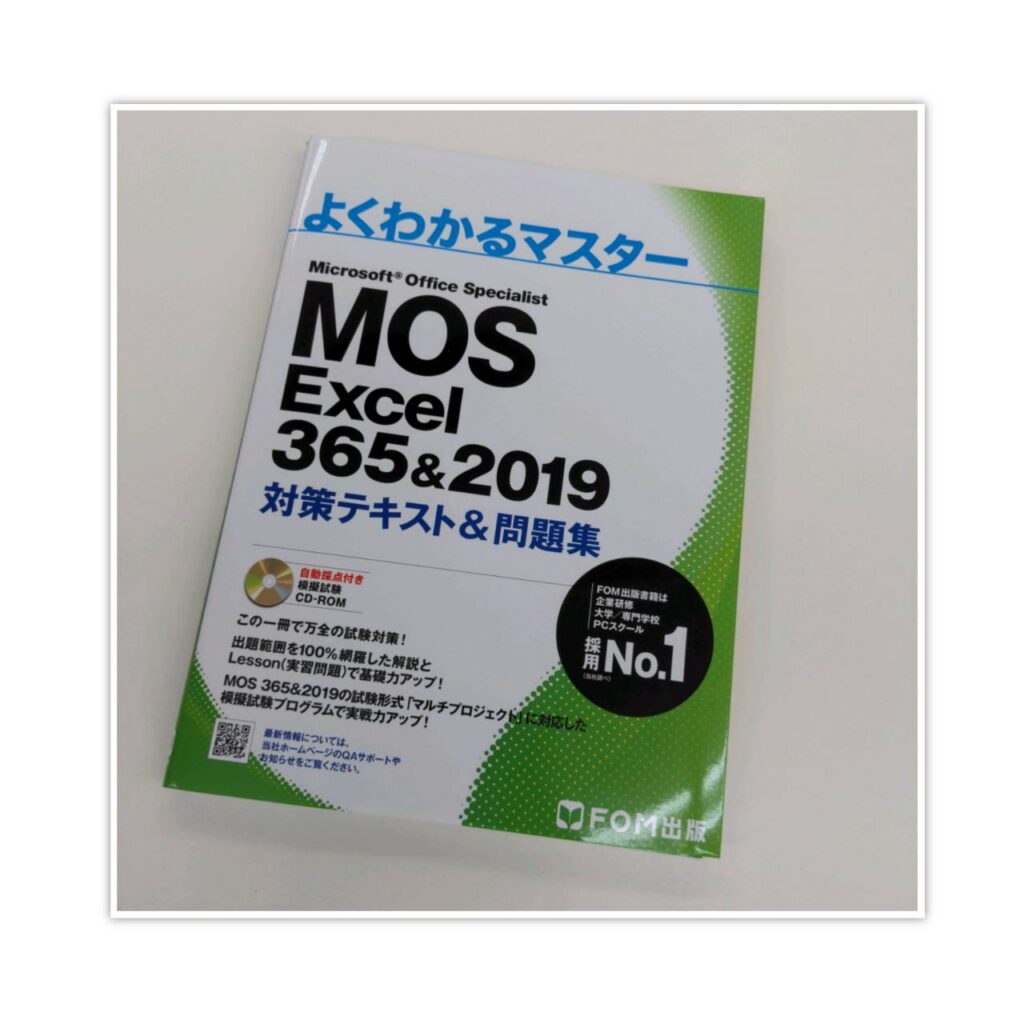 よくわかるマスター
Microsoft® Office Specialist
MOS
Excel
365&2019
対策テキスト&問題集
自動採点付き
模擬試験
CD-ROM
この一冊で万全の試験対策！
出題範囲を100%網羅した解説と
Lesson(実習問題)で基礎力アップ！
MOS 365&2019の試験形式「マルチプロジェクト」に対応した
模擬試験プログラムで実戦力アップ！
FOM出版書籍は
企業研修
大学／専門学校
PCスクール
採用 No.1
(当社調べ)
最新情報については、
当社ホームページのQAサポートや
お知らせをご覧ください。
FOM出版